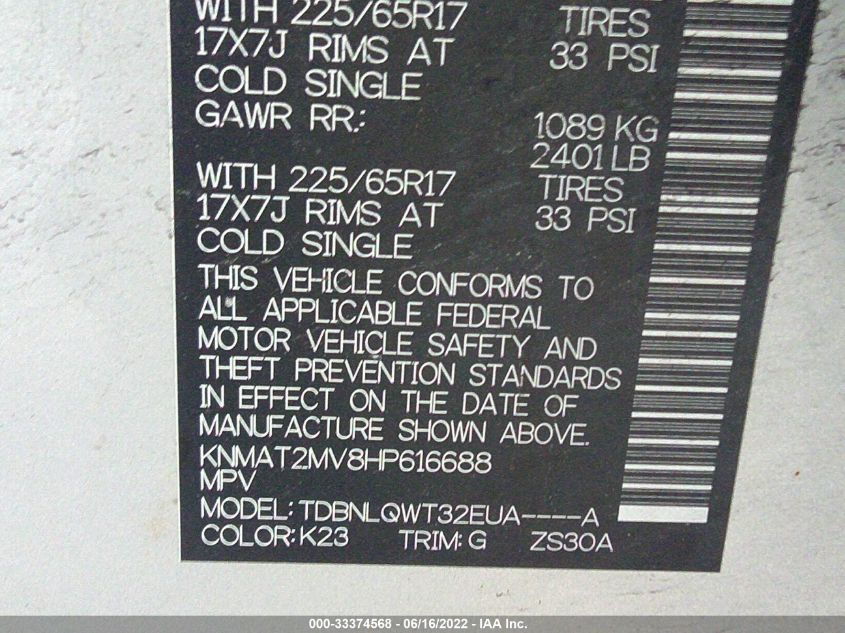 WITH 225/65R17 TIRES
17X7J RIMS AT 33 PSI
COLD SINGLE
GAWR RR.: 1089 KG
2401 LB
WITH 225/65R17 TIRES
17X7J RIMS AT 33 PSI
COLD SINGLE
THIS VEHICLE CONFORMS TO
ALL APPLICABLE FEDERAL
MOTOR VEHICLE SAFETY AND
THEFT PREVENTION STANDARDS
IN EFFECT ON THE DATE OF
MANUFACTURE SHOWN ABOVE.
KNMAT2MV8HP616688
MPV
MODEL: TDBNLQWT32EUA----A
COLOR: K23 TRIM: G ZS30A
000-33374568 - 06/16/2022 - IAA Inc.